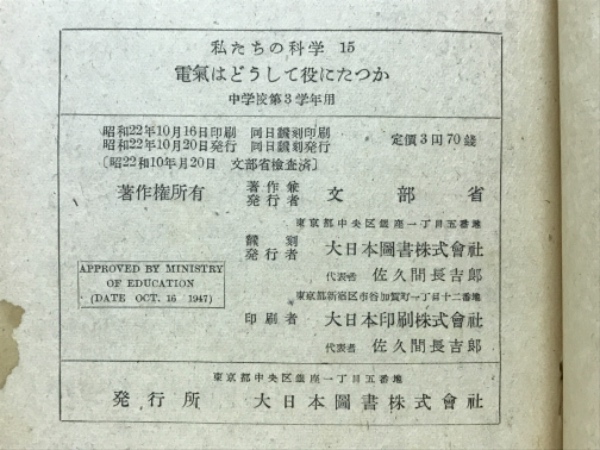 私たちの科学 15
電氣はどうして役にたつか
中学校第3学年用
昭和22年10月16日印刷 同日飜刻印刷
昭和22年10月20日発行 同日飜刻発行
〔昭22和10年月20日 文部省檢査済〕
定價3円70錢
著作権所有
著作兼発行者 文部省
東京都中央区銀座一丁目五番地
飜刻発行者 大日本圖書株式會社
代表者 佐久間長吉郎
APPROVED BY MINISTRY
OF EDUCATION
(DATE OCT. 16 1947)
東京都新宿区市谷加賀町一丁目十二番地
印刷者 大日本印刷株式會社
代表者 佐久間長吉郎
東京都中央区銀座一丁目五番地
発行所 大日本圖書株式會社